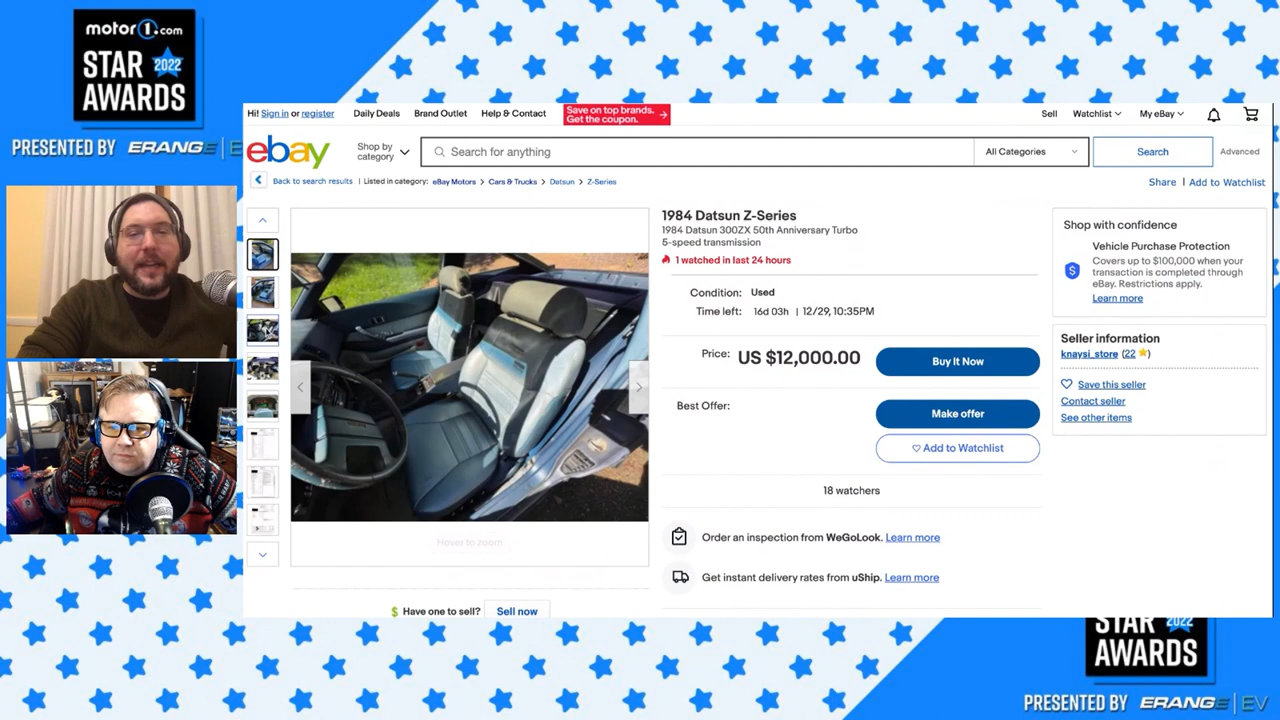 motor1.com
STAR 2022
AWARDS
PRESENTED BY ERANGE E
Hi! Sign in or register
Daily Deals
Brand Outlet
Help & Contact
Save on top brands.
Get the coupon.
Sell
Watchlist
My eBay
ebay
Shop by
category
Search for anything
All Categories
Search
Advanced
Back to search results | Listed in category: eBay Motors > Cars & Trucks > Datsun > Z-Series
Share | Add to Watchlist
1984 Datsun Z-Series
1984 Datsun 300ZX 50th Anniversary Turbo
5-speed transmission
1 watched in last 24 hours
Condition: Used
Time left: 16d 03h | 12/29, 10:35PM
Price: US $12,000.00
Buy It Now
Best Offer:
Make offer
Add to Watchlist
18 watchers
Order an inspection from WeGoLook. Learn more
Get instant delivery rates from uShip. Learn more
Shop with confidence
Vehicle Purchase Protection
Covers up to $100,000 when your
transaction is completed through
eBay. Restrictions apply.
Learn more
Seller information
knaysi_store (22)
Save this seller
Contact seller
See other items
Hover to zoom
$ Have one to sell? Sell now
STAR 2022
AWARDS
PRESENTED BY ERANGE | EV